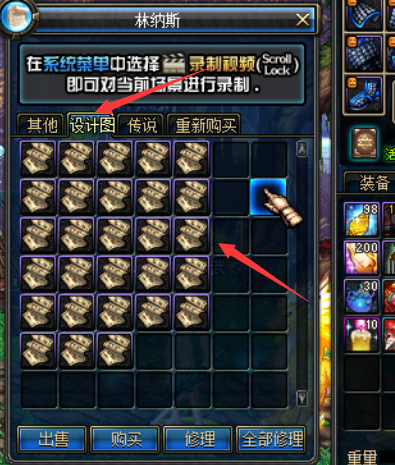 林纳斯
在系统菜单中选择 录制视频(Scroll Lock)
即可对当前场景进行录制．
其他 设计图 传说 重新购买
装备
98
200
30
10
出售 购买 修理 全部修理